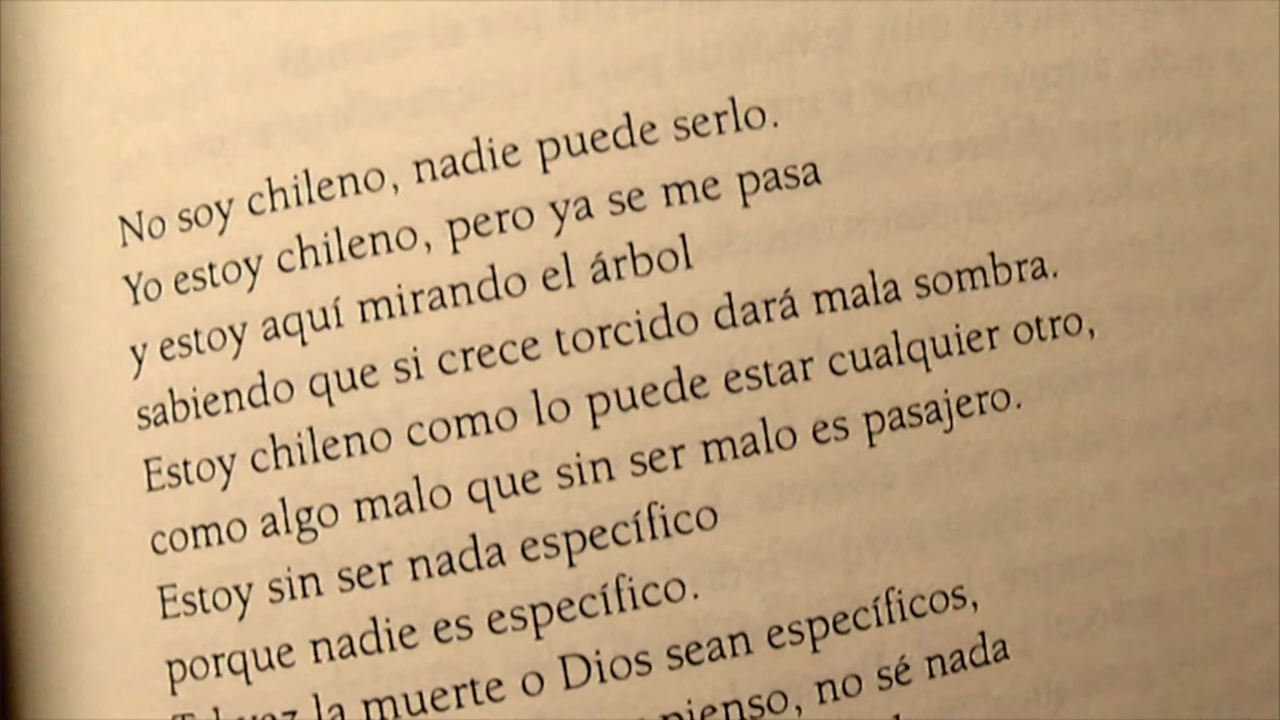 No soy chileno, nadie puede serlo.
Yo estoy chileno, pero ya se me pasa
y estoy aquí mirando el árbol
sabiendo que si crece torcido dará mala sombra.
Estoy chileno como lo puede estar cualquier otro,
como algo malo que sin ser malo es pasajero.
Estoy sin ser nada específico
porque nadie es específico.
la muerte o Dios sean específicos,
pienso, no sé nada